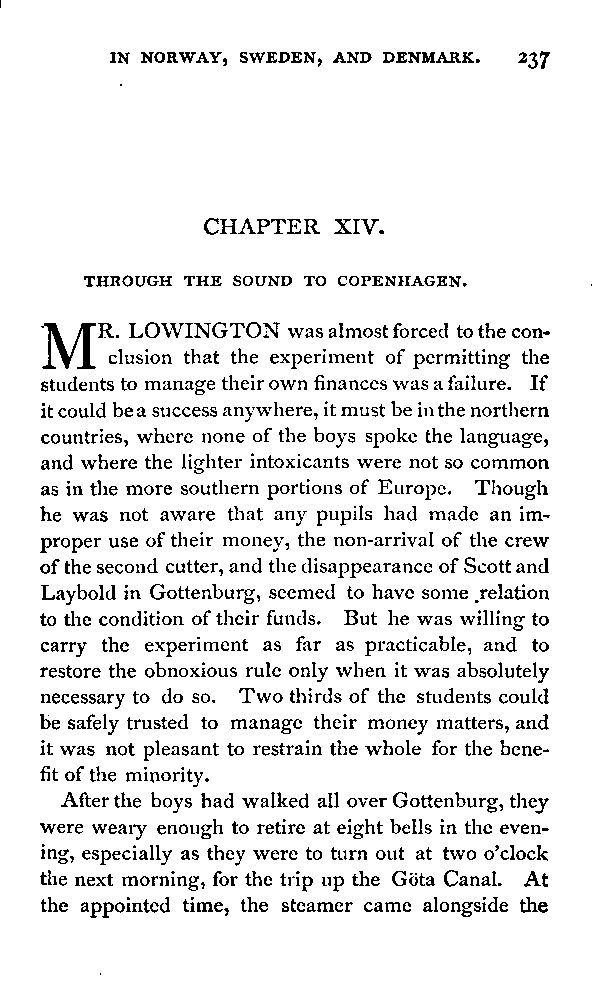 IN NORWAY, SWEDEN, AND DENMARK. 237
CHAPTER XIV.
THROUGH THE SOUND TO COPENHAGEN.
MR. LOWINGTON was almost forced to the con-
clusion that the experiment of permitting the
students to manage their own finances was a failure. If
it could be a success anywhere, it must be in the northern
countries, where none of the boys spoke the language,
and where the lighter intoxicants were not so common
as in the more southern portions of Europe. Though
he was not aware that any pupils had made an im-
proper use of their money, the non-arrival of the crew
of the second cutter, and the disappearance of Scott and
Laybold in Gottenburg, seemed to have some relation
to the condition of their funds. But he was willing to
carry the experiment as far as practicable, and to
restore the obnoxious rule only when it was absolutely
necessary to do so. Two thirds of the students could
be safely trusted to manage their money matters, and
it was not pleasant to restrain the whole for the bene-
fit of the minority.
After the boys had walked all over Gottenburg, they
were weary enough to retire at eight bells in the even-
ing, especially as they were to turn out at two o'clock
the next morning, for the trip up the Göta Canal. At
the appointed time, the steamer came alongside the